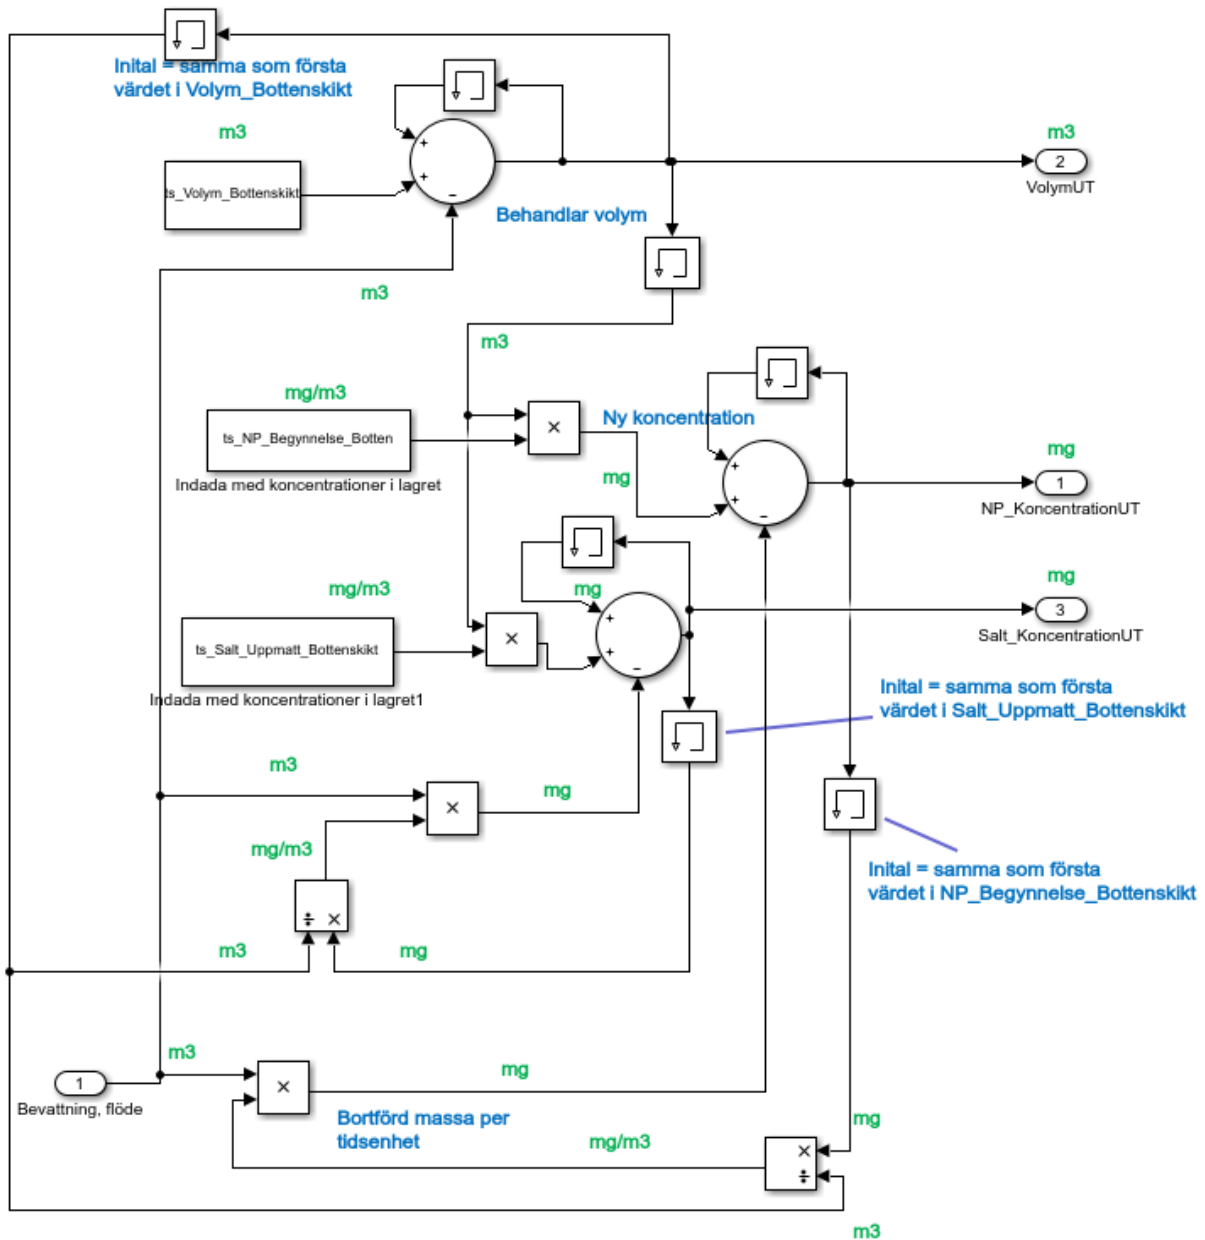 Inital = samma som första
värdet i Volym_Bottenskikt
m3
+
+
−
ts_Volym_Bottenskikt
m3
2
VolymUT
Behandlar volym
m3
m3
mg/m3
ts_NP_Begynnelse_Botten
Indada med koncentrationer i lagret
×
Ny koncentration
mg
+
+
−
mg
1
NP_KoncentrationUT
mg/m3
ts_Salt_Uppmatt_Bottenskikt
Indada med koncentrationer i lagret1
×
mg
+
+
−
mg
3
Salt_KoncentrationUT
Inital = samma som första
värdet i Salt_Uppmatt_Bottenskikt
m3
×
mg
mg/m3
÷ ×
m3
mg
Inital = samma som första
värdet i NP_Begynnelse_Bottenskikt
m3
1
Bevattning, flöde
×
mg
Bortförd massa per
tidsenhet
mg/m3
mg
×
÷
m3